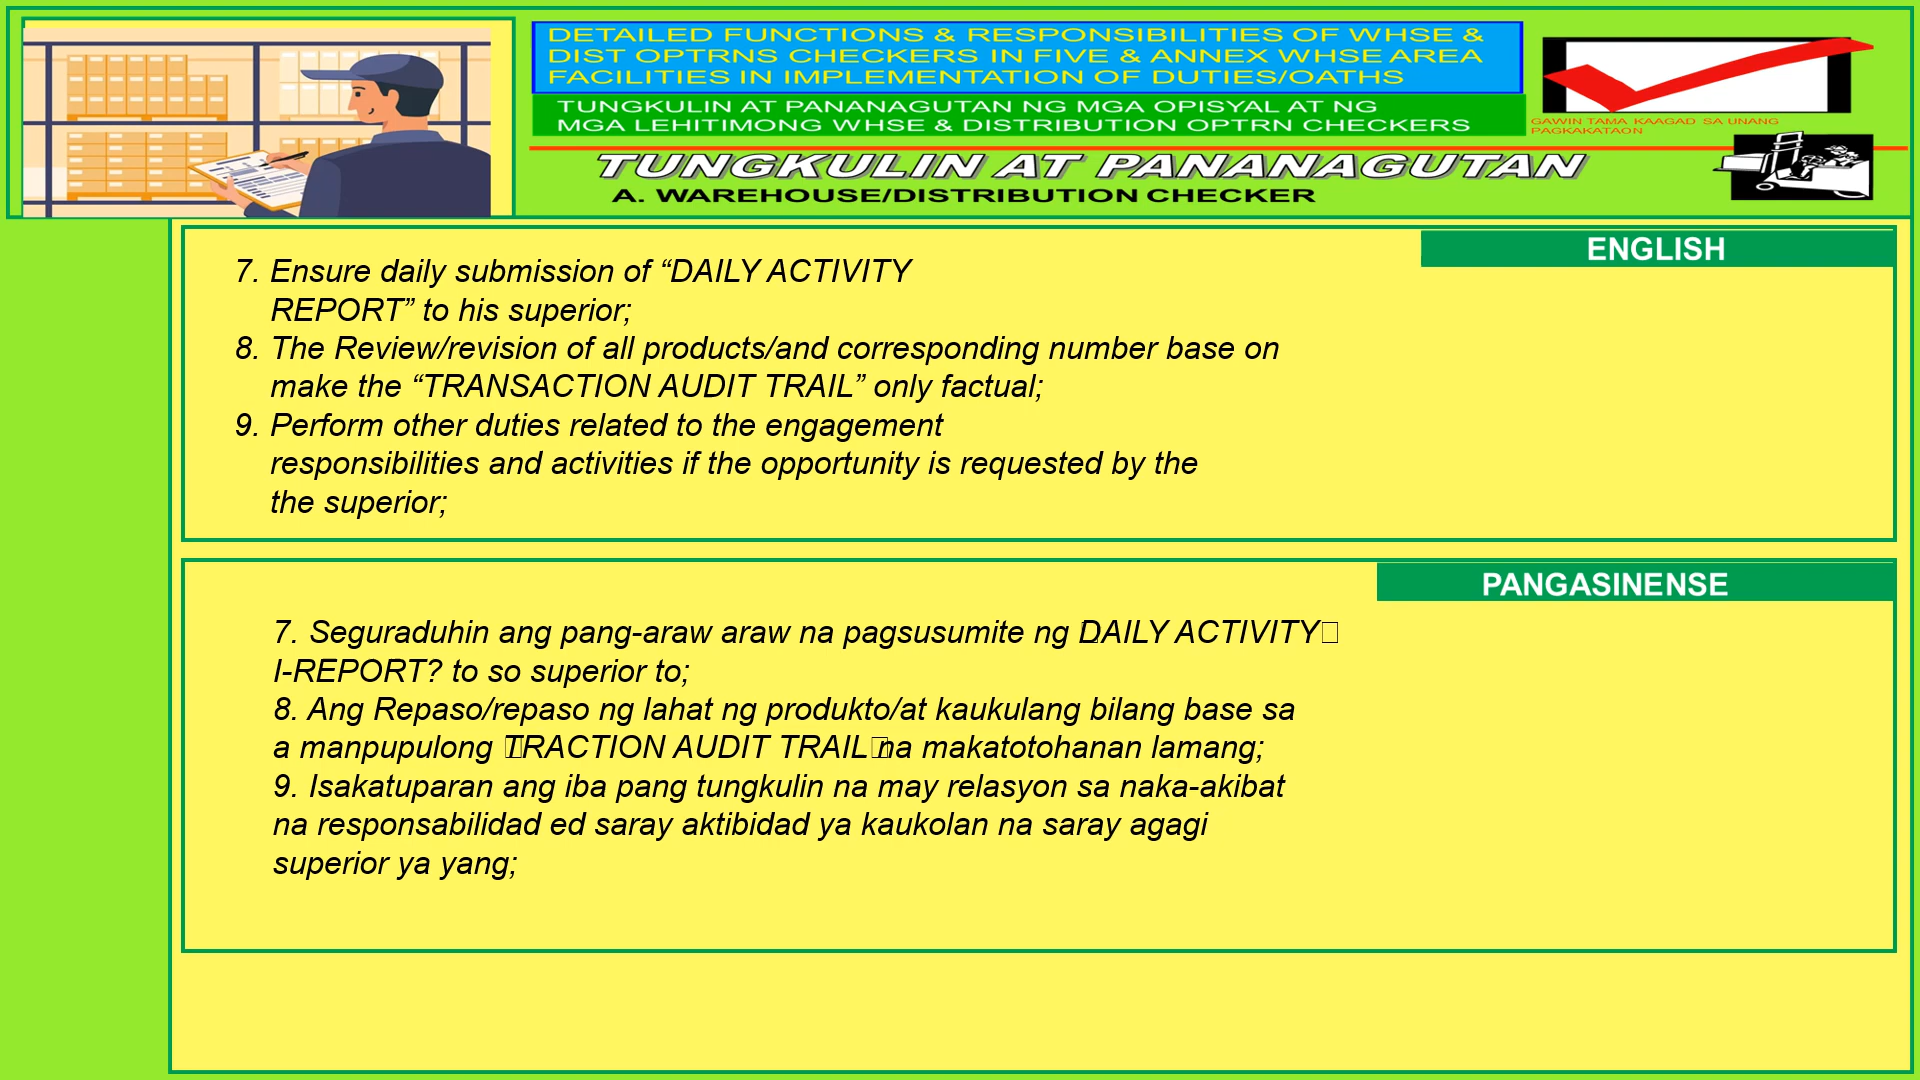 DETAILED FUNCTIONS & RESPONSIBILITIES OF WHSE &
DIST OPTRNS CHECKERS IN FIVE & ANNEX WHSE AREA
FACILITIES IN IMPLEMENTATION OF DUTIES/OATHS
TUNGKULIN AT PANANAGUTAN NG MGA OPISYAL AT NG
MGA LEHITIMONG WHSE & DISTRIBUTION OPTRN CHECKERS
GAWIN TAMA KAAGAD SA UNANG
PAGKAKATAON
TUNGKULIN AT PANANAGUTAN
A. WAREHOUSE/DISTRIBUTION CHECKER
ENGLISH
7. Ensure daily submission of “DAILY ACTIVITY
REPORT” to his superior;
8. The Review/revision of all products/and corresponding number base on
make the “TRANSACTION AUDIT TRAIL” only factual;
9. Perform other duties related to the engagement
responsibilities and activities if the opportunity is requested by the
the superior;
PANGASINENSE
7. Seguraduhin ang pang-araw araw na pagsusumite ng DAILY ACTIVITY
I-REPORT? to so superior to;
8. Ang Repaso/repaso ng lahat ng produkto/at kaukulang bilang base sa
a manpupulong TRACTION AUDIT TRAIL na makatotohanan lamang;
9. Isakatuparan ang iba pang tungkulin na may relasyon sa naka-akibat
na responsabilidad ed saray aktibidad ya kaukolan na saray agagi
superior ya yang;